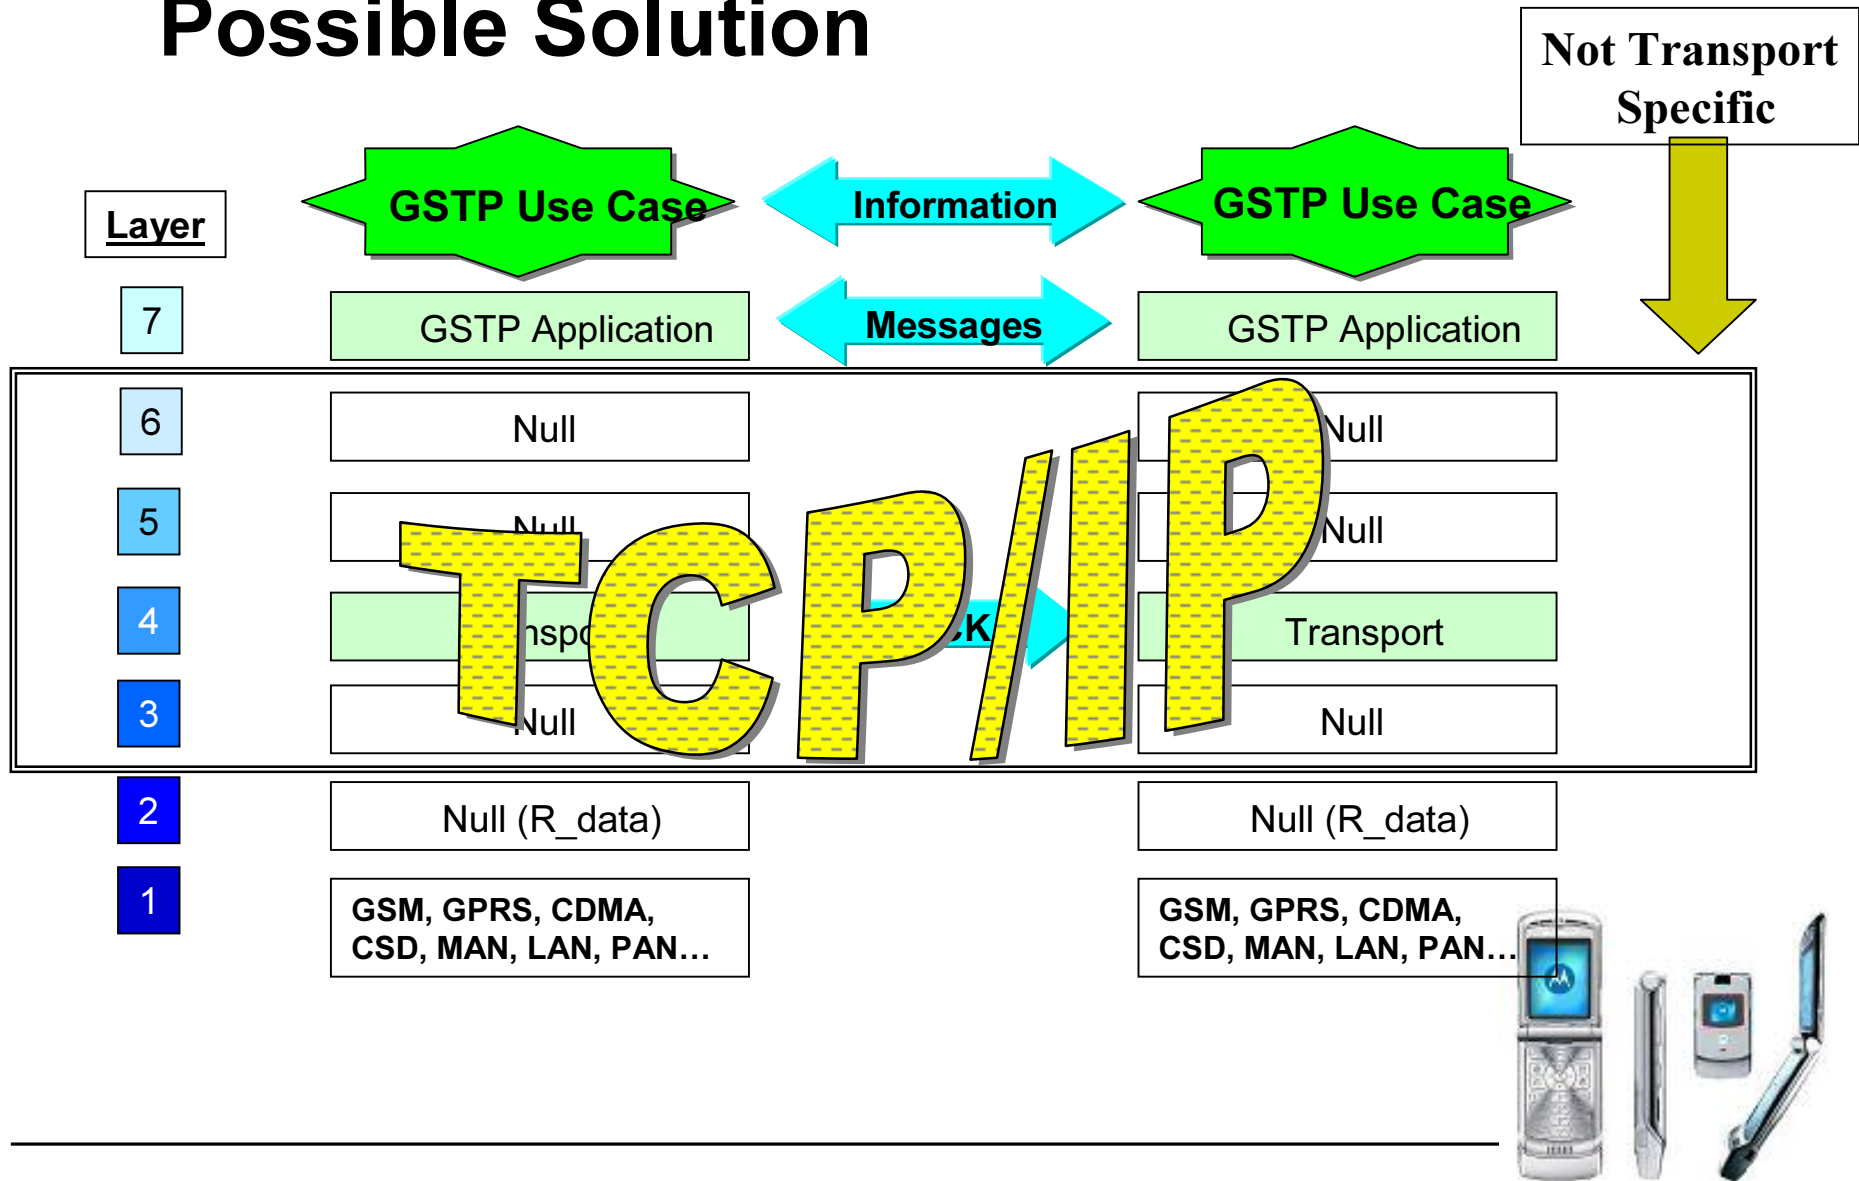 Possible Solution
Not Transport
Specific
Layer
GSTP Use Case
Information
GSTP Use Case
7
GSTP Application
Messages
GSTP Application
6
Null
Null
5
Null
Null
4
Transport
3
Null
Null
TCP/IP
2
Null (R_data)
Null (R_data)
1
GSM, GPRS, CDMA,
CSD, MAN, LAN, PAN…
GSM, GPRS, CDMA,
CSD, MAN, LAN, PAN…